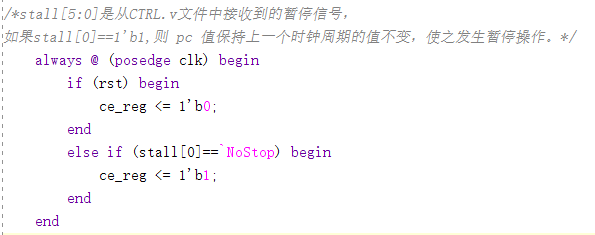 /*stall[5:0]是从CTRL.v文件中接收到的暂停信号，
如果stall[0]==1'b1,则 pc 值保持上一个时钟周期的值不变，使之发生暂停操作。*/
always @ (posedge clk) begin
if (rst) begin
ce_reg <= 1'b0;
end
else if (stall[0]==`NoStop) begin
ce_reg <= 1'b1;
end
end